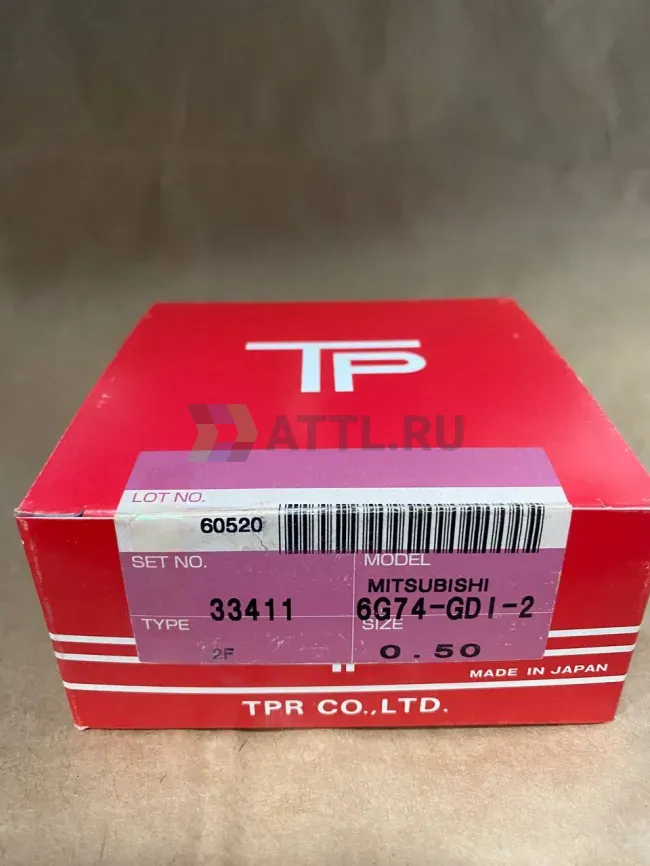 TP
ATTL.RU
LOT NO.
60520
SET NO. MODEL
MITSUBISHI
33411 6G74-GDI-2
TYPE SIZE
2F 0.50
MADE IN JAPAN
TPR CO.,LTD.